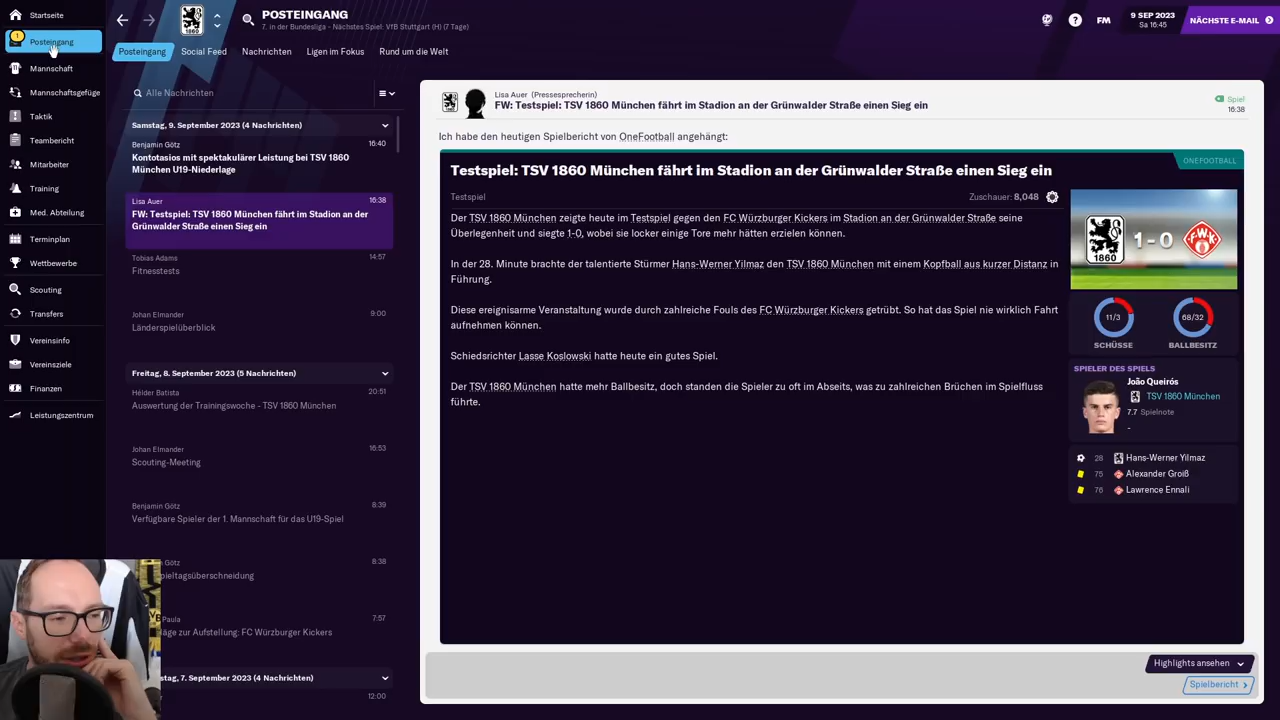 Startseite
1
Posteingang
Mannschaft
Mannschaftsgefüge
Taktik
Teambericht
Mitarbeiter
Training
Med. Abteilung
Terminplan
Wettbewerbe
Scouting
Transfers
Vereinsinfo
Vereinsziele
Finanzen
Leistungszentrum
1860
POSTEINGANG
7. in der Bundesliga - Nächstes Spiel: VfB Stuttgart (H) (7 Tage)
?
FM
9 SEP 2023
Sa 16:45
NÄCHSTE E-MAIL
Posteingang
Social Feed
Nachrichten
Ligen im Fokus
Rund um die Welt
Alle Nachrichten
Samstag, 9. September 2023 (4 Nachrichten)
Benjamin Götz 16:40
Kontotasios mit spektakulärer Leistung bei TSV 1860
München U19-Niederlage
Lisa Auer 16:38
FW: Testspiel: TSV 1860 München fährt im Stadion an der
Grünwalder Straße einen Sieg ein
Tobias Adams 14:57
Fitnesstests
Johan Elmander 9:00
Länderspielüberblick
Freitag, 8. September 2023 (5 Nachrichten)
Hélder Batista 20:51
Auswertung der Trainingswoche - TSV 1860 München
Johan Elmander 16:53
Scouting-Meeting
Benjamin Götz 8:39
Verfügbare Spieler der 1. Mannschaft für das U19-Spiel
Götz 8:38
pieltagsüberschneidung
Paula 7:57
läge zur Aufstellung: FC Würzburger Kickers
stag, 7. September 2023 (4 Nachrichten)
12:00
Lisa Auer (Pressesprecherin)
FW: Testspiel: TSV 1860 München fährt im Stadion an der Grünwalder Straße einen Sieg ein
Spiel
16:38
Ich habe den heutigen Spielbericht von OneFootball angehängt:
ONEFOOTBALL
Testspiel: TSV 1860 München fährt im Stadion an der Grünwalder Straße einen Sieg ein
Testspiel
Zuschauer: 8,048
Der TSV 1860 München zeigte heute im Testspiel gegen den FC Würzburger Kickers im Stadion an der Grünwalder Straße seine
Überlegenheit und siegte 1-0, wobei sie locker einige Tore mehr hätten erzielen können.
In der 28. Minute brachte der talentierte Stürmer Hans-Werner Yilmaz den TSV 1860 München mit einem Kopfball aus kurzer Distanz in
Führung.
Diese ereignisarme Veranstaltung wurde durch zahlreiche Fouls des FC Würzburger Kickers getrübt. So hat das Spiel nie wirklich Fahrt
aufnehmen können.
Schiedsrichter Lasse Koslowski hatte heute ein gutes Spiel.
Der TSV 1860 München hatte mehr Ballbesitz, doch standen die Spieler zu oft im Abseits, was zu zahlreichen Brüchen im Spielfluss
führte.
1860
1-0
11/3
68/32
SCHÜSSE
BALLBESITZ
SPIELER DES SPIELS
João Queirós
TSV 1860 München
7.7 Spielnote
-
28 Hans-Werner Yilmaz
75 Alexander Groiß
76 Lawrence Ennali
Highlights ansehen
Spielbericht